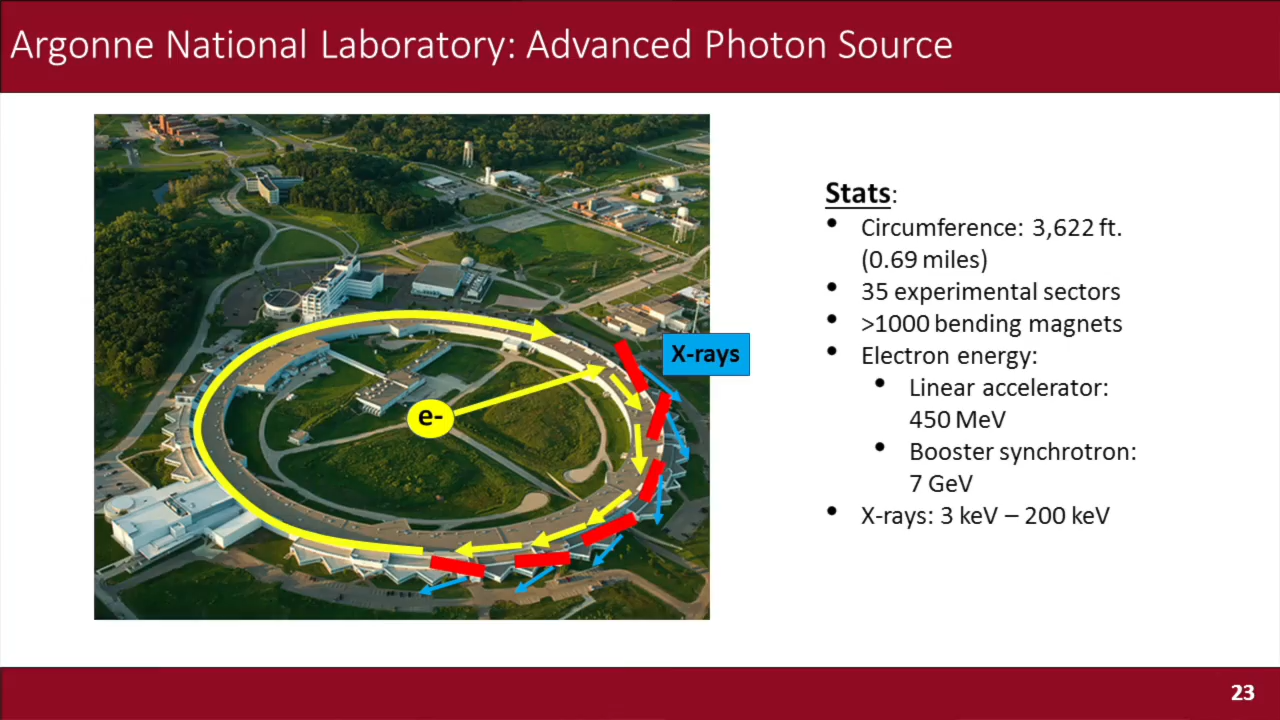 Argonne National Laboratory: Advanced Photon Source
X-rays
e-
Stats:
• Circumference: 3,622 ft.
(0.69 miles)
• 35 experimental sectors
• >1000 bending magnets
• Electron energy:
• Linear accelerator:
450 MeV
• Booster synchrotron:
7 GeV
• X-rays: 3 keV – 200 keV
23